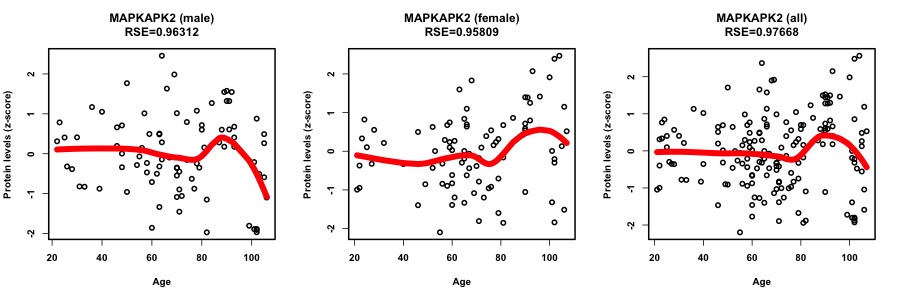 MAPKAPK2 (male)
RSE=0.96312
Protein levels (z-score)
2
1
0
-1
-2
20
40
60
80
100
Age
MAPKAPK2 (female)
RSE=0.95809
Protein levels (z-score)
2
1
0
-1
-2
20
40
60
80
100
Age
MAPKAPK2 (all)
RSE=0.97668
Protein levels (z-score)
2
1
0
-1
-2
20
40
60
80
100
Age